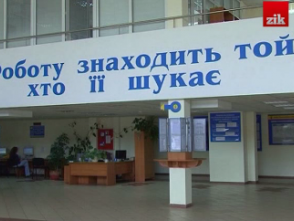 zik
Роботу знаходить той
хто її шукає